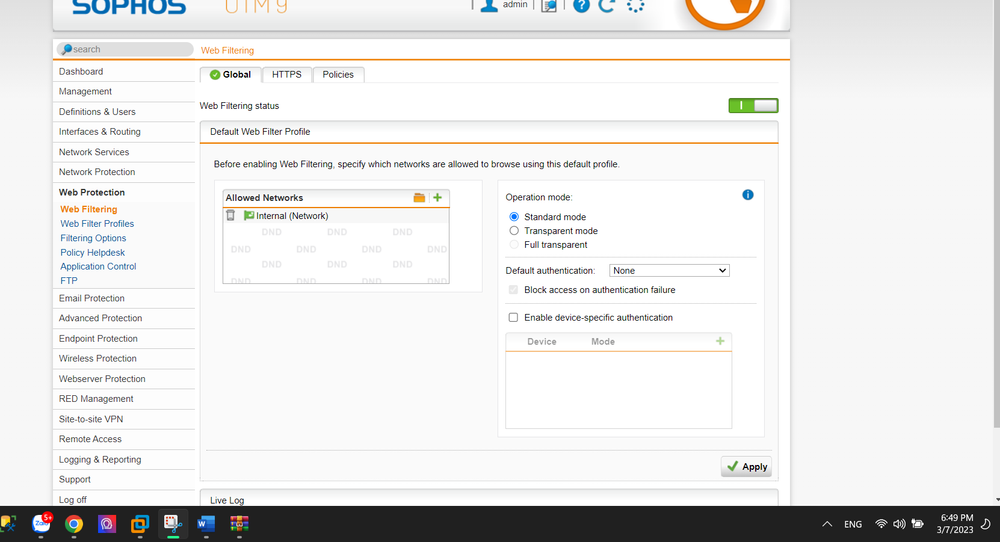 SOPHOS UTM 9
admin
search
Web Filtering
Dashboard
Management
Definitions & Users
Interfaces & Routing
Network Services
Network Protection
Web Protection
Web Filtering
Web Filter Profiles
Filtering Options
Policy Helpdesk
Application Control
FTP
Email Protection
Advanced Protection
Endpoint Protection
Wireless Protection
Webserver Protection
RED Management
Site-to-site VPN
Remote Access
Logging & Reporting
Support
Log off
Global HTTPS Policies
Web Filtering status
Default Web Filter Profile
Before enabling Web Filtering, specify which networks are allowed to browse using this default profile.
Allowed Networks
Internal (Network)
DND DND DND
DND DND DND DND
DND DND DND
DND DND DND DND
Operation mode:
Standard mode
Transparent mode
Full transparent
Default authentication: None
Block access on authentication failure
Enable device-specific authentication
Device Mode
Apply
Live Log
Zalo 5+
W
ENG
6:49 PM
3/7/2023